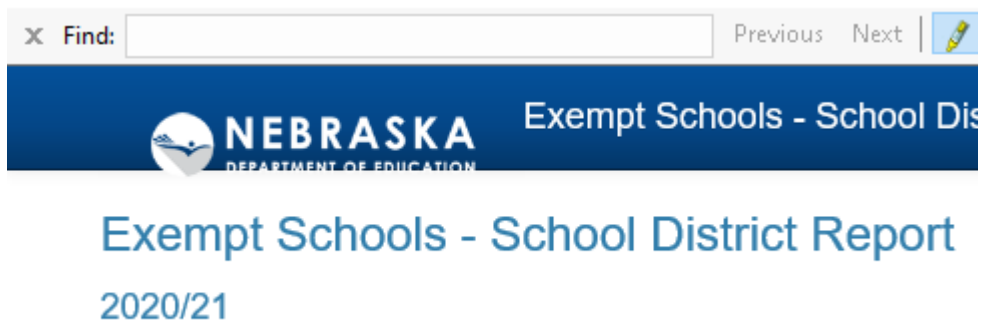 x Find: Previous Next
NEBRASKA
DEPARTMENT OF EDUCATION
Exempt Schools - School Dis
Exempt Schools - School District Report
2020/21